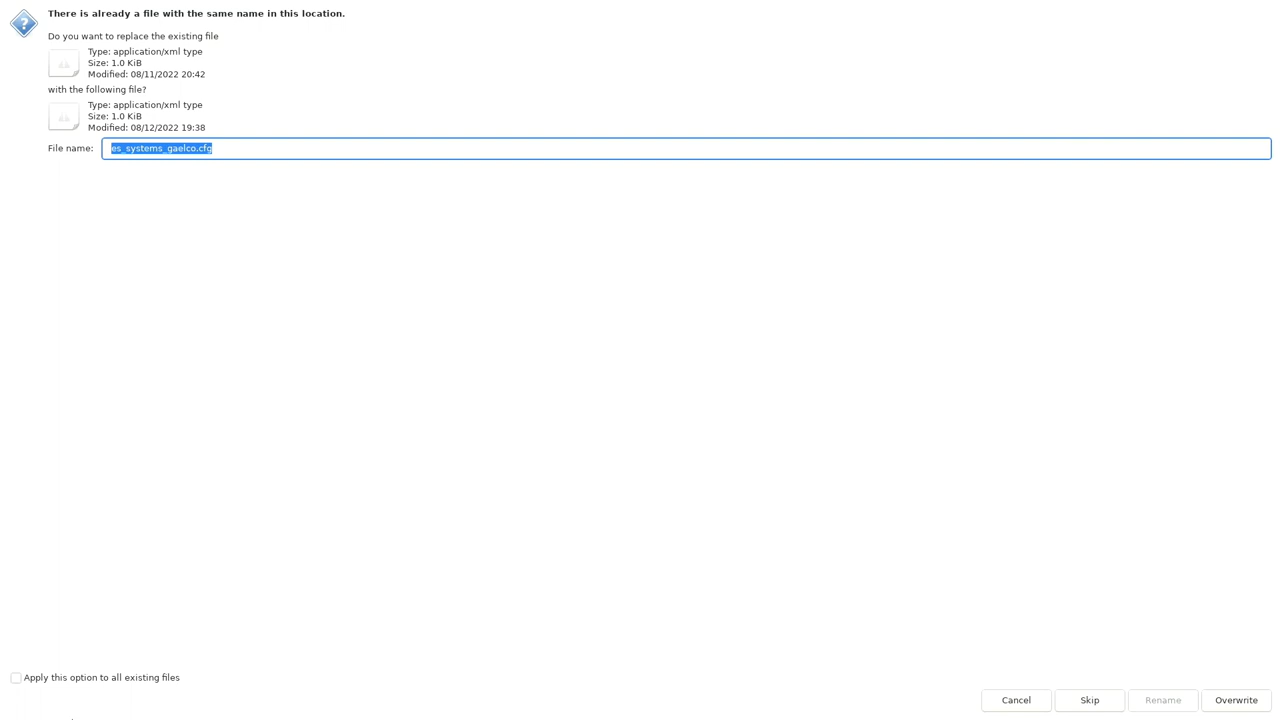 There is already a file with the same name in this location.
Do you want to replace the existing file
Type: application/xml type
Size: 1.0 KiB
Modified: 08/11/2022 20:42
with the following file?
Type: application/xml type
Size: 1.0 KiB
Modified: 08/12/2022 19:38
File name: es_systems_gaelco.cfg
Apply this option to all existing files
Cancel Skip Rename Overwrite